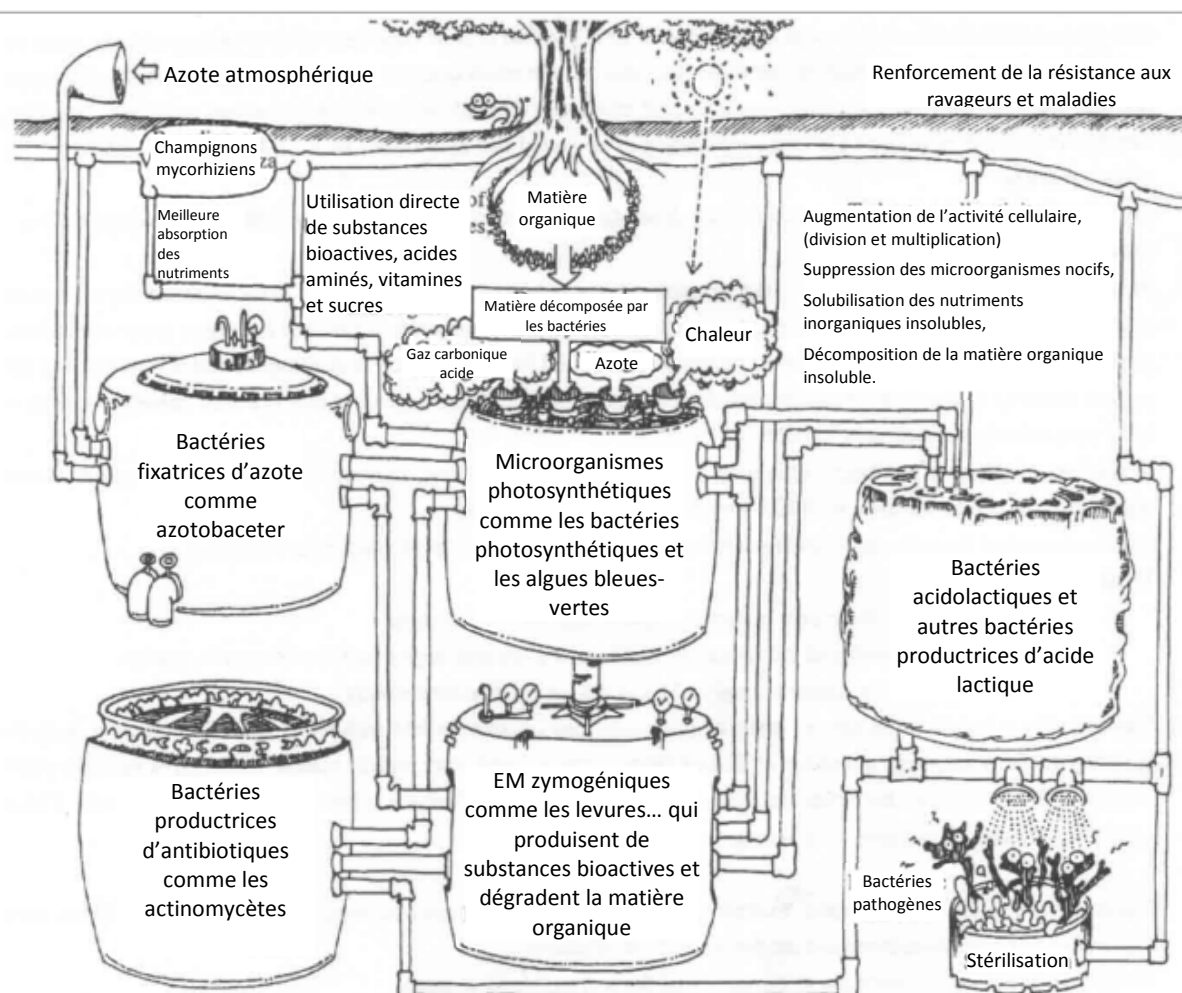 Azote atmosphérique
Renforcement de la résistance aux
ravageurs et maladies
Champignons
mycorhiziens
za
Meilleure
absorption
des
nutriments
Utilisation directe
de substances
bioactives, acides
aminés, vitamines
et sucres
of
es.
Matière
organique
Matière décomposée par
les bactéries
Gaz carbonique
acide
Azote
Chaleur
Augmentation de l'activité cellulaire,
(division et multiplication)
Suppression des microorganismes nocifs,
Solubilisation des nutriments
inorganiques insolubles,
Décomposition de la matière organique
insoluble.
Bactéries
fixatrices d'azote
comme
azotobaceter
Microorganismes
photosynthétiques
comme les bactéries
photosynthétiques et
les algues bleues-
vertes
Bactéries
acidolactiques et
autres bactéries
productrices d'acide
lactique
Bactéries
productrices
d'antibiotiques
comme les
actinomycètes
EM zymogéniques
comme les levures... qui
produisent de
substances bioactives et
dégradent la matière
organique
Bactéries
pathogènes
Stérilisation